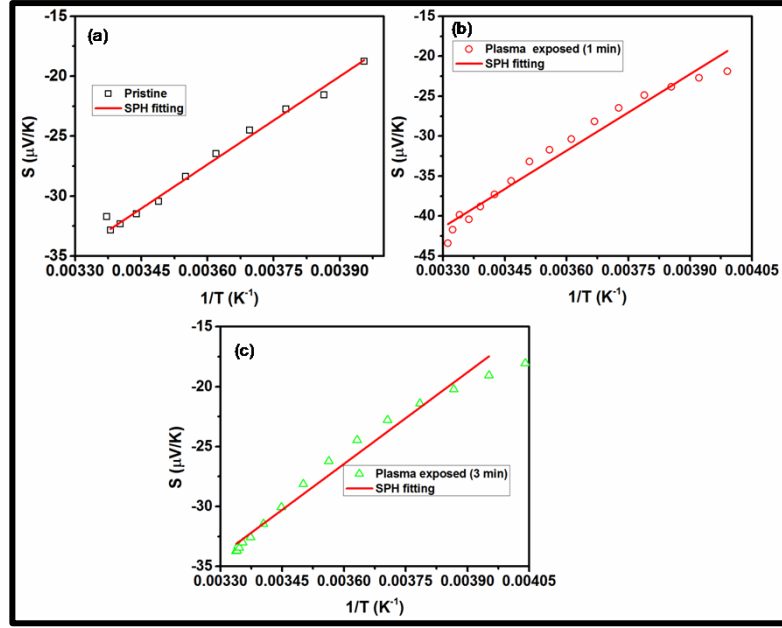 (a)
Pristine
SPH fitting
S (μV/K)
-15
-20
-25
-30
-35
0.00330 0.00345 0.00360 0.00375 0.00390
1/T (K-1)
(b)
Plasma exposed (1 min)
SPH fitting
S (μV/K)
-15
-20
-25
-30
-35
-40
-45
0.00330 0.00345 0.00360 0.00375 0.00390 0.00405
1/T (K-1)
(c)
Plasma exposed (3 min)
SPH fitting
S (μV/K)
-15
-20
-25
-30
-35
0.00330 0.00345 0.00360 0.00375 0.00390 0.00405
1/T (K-1)